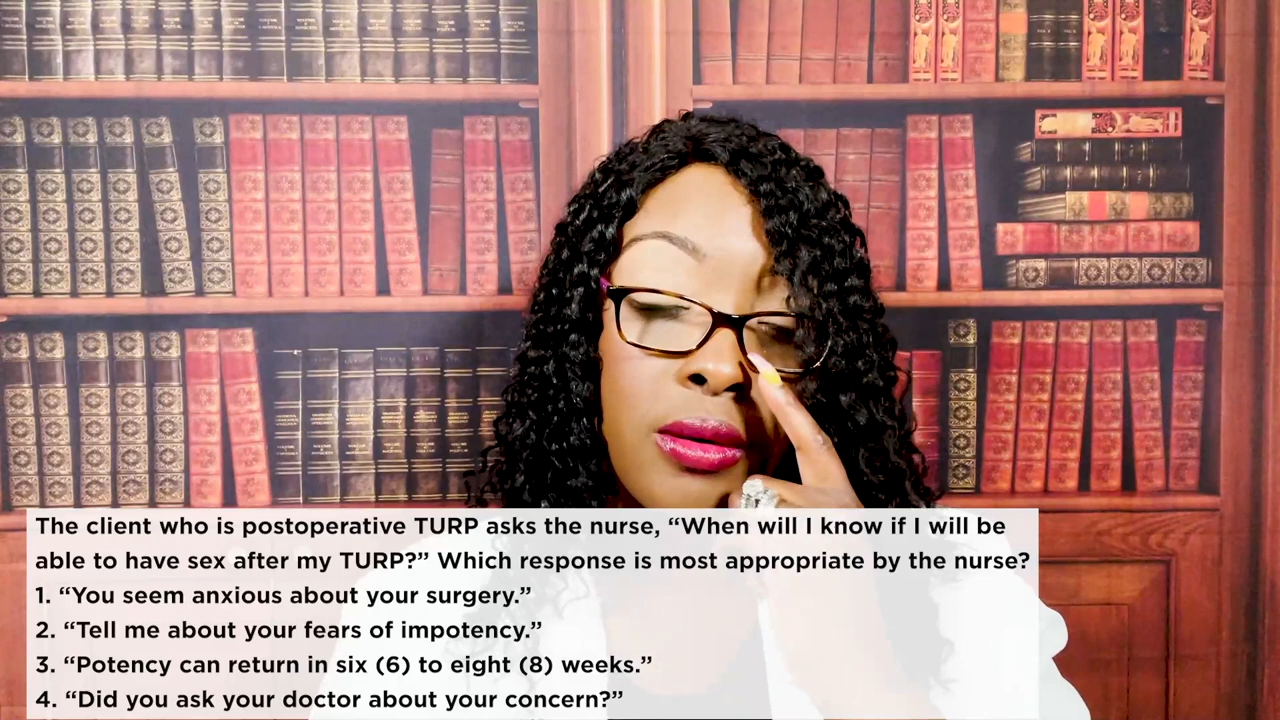 The client who is postoperative TURP asks the nurse, “When will I know if I will be
able to have sex after my TURP?” Which response is most appropriate by the nurse?
1. “You seem anxious about your surgery.”
2. “Tell me about your fears of impotency.”
3. “Potency can return in six (6) to eight (8) weeks.”
4. “Did you ask your doctor about your concern?”